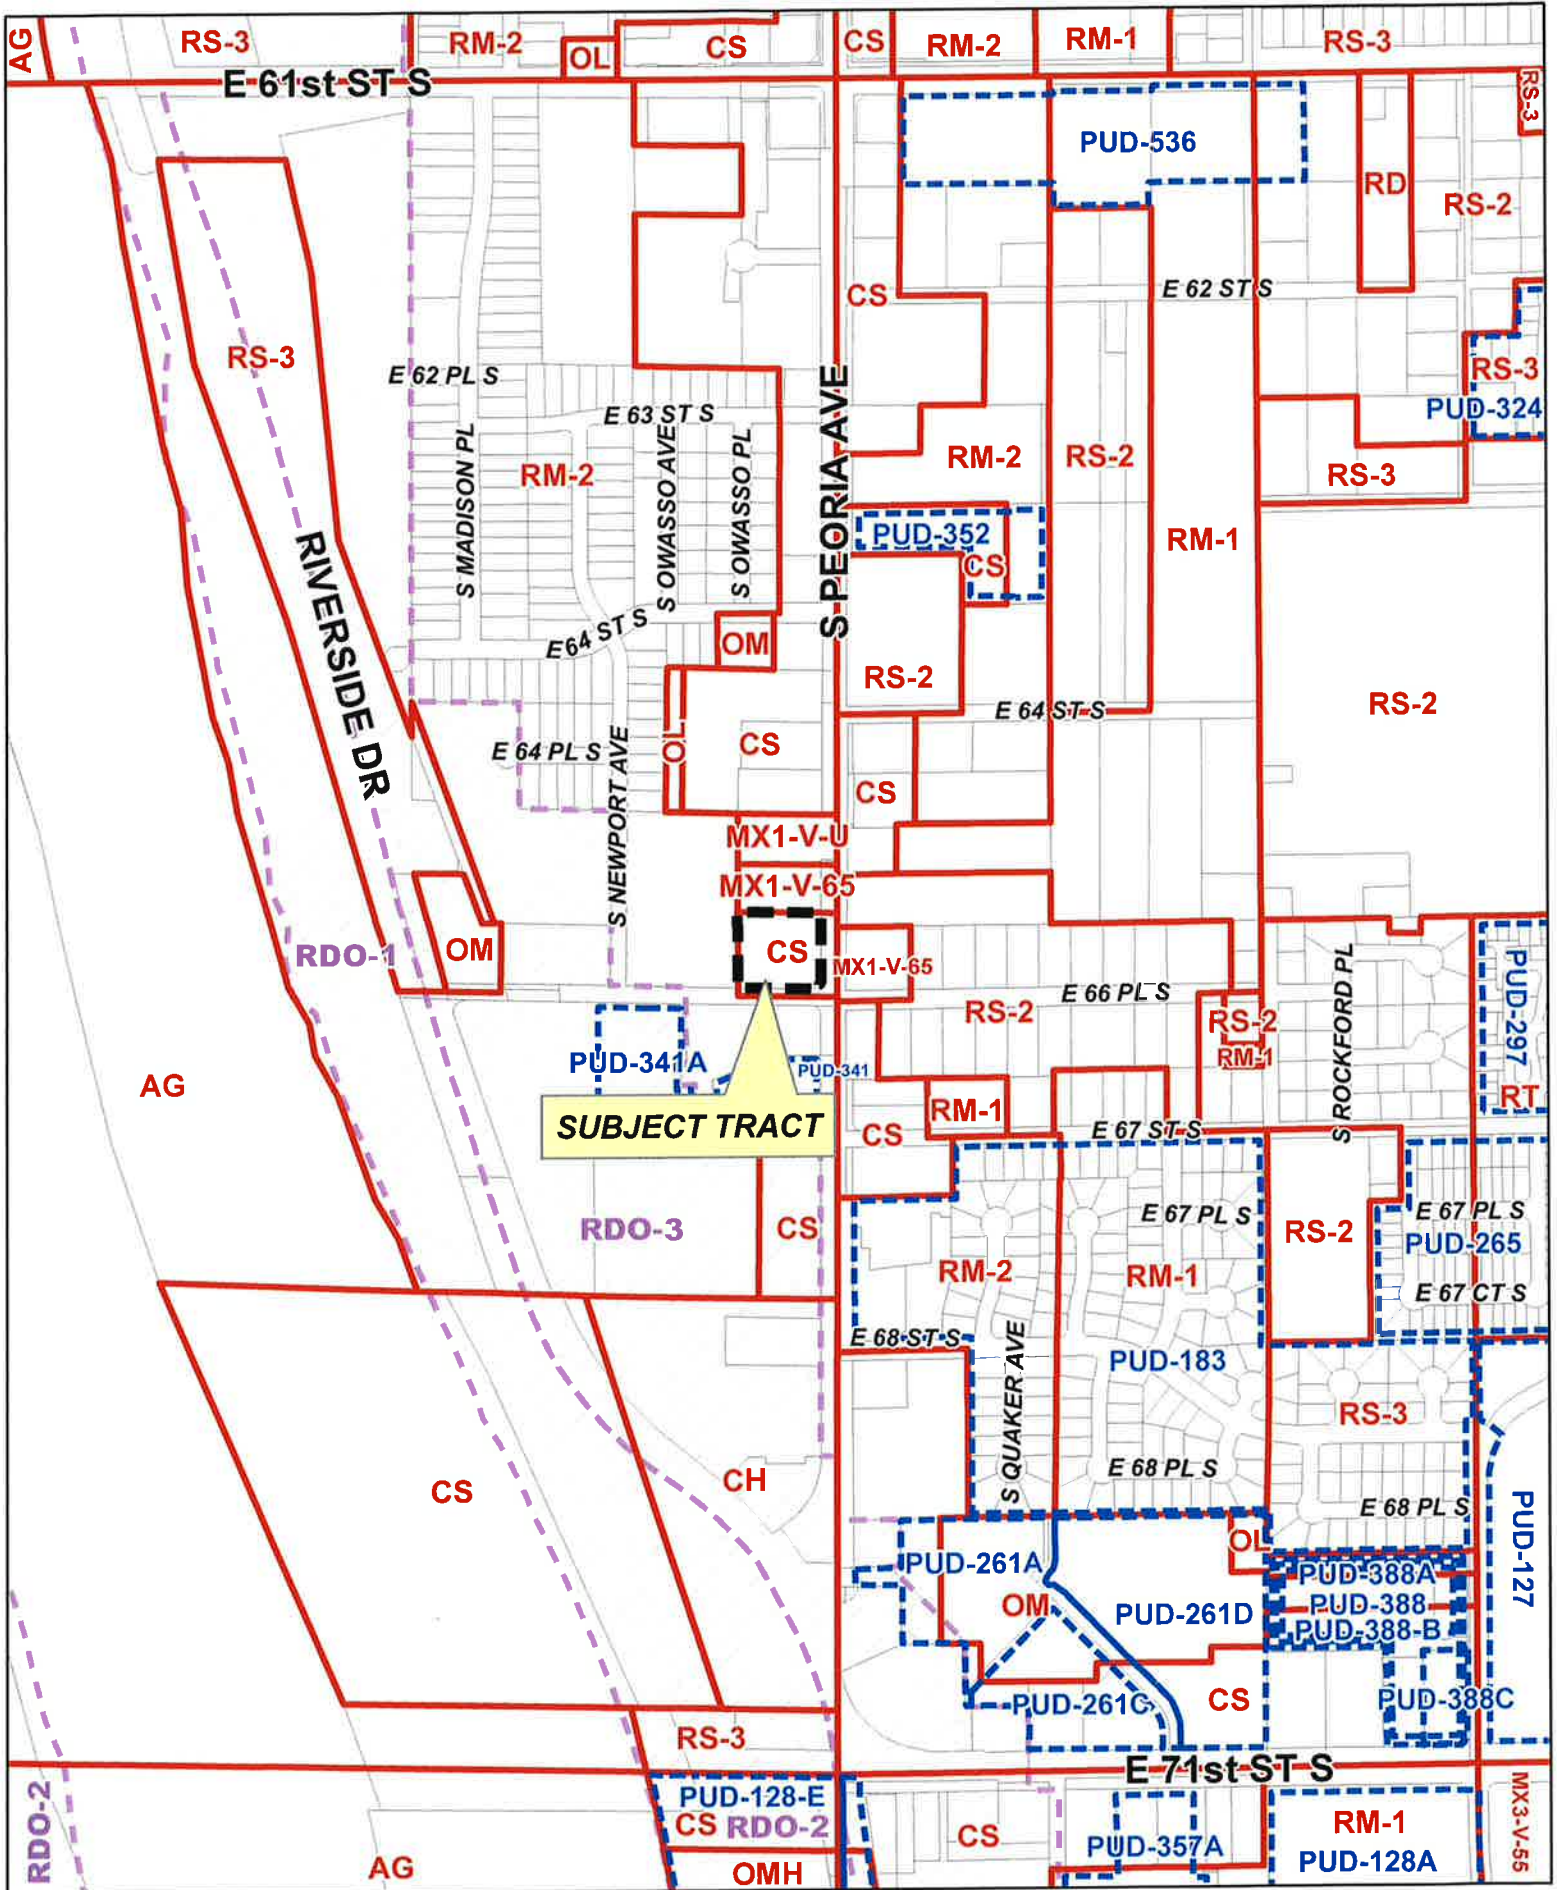 AG
RS-3
RM-2
OL
CS
CS
RM-2
RM-1
RS-3
E 61st ST S
RS-3
PUD-536
RD
RS-2
CS
E 62 ST S
RS-3
RS-3
PUD-324
E 62 PL S
E 63 ST S
S MADISON PL
RM-2
S OWASSO AVE
S OWASSO PL
S PEORIA AVE
RM-2
RS-2
RS-3
RIVERSIDE DR
PUD-352
CS
RM-1
E 64 ST S
OM
RS-2
E 64 ST S
RS-2
E 64 PL S
S NEWPORT AVE
OL
CS
CS
MX1-V-U
MX1-V-65
RDO-1
OM
CS
MX1-V-65
RS-2
E 66 PL S
RS-2
RM-1
S ROCKFORD PL
PUD-297
RT
AG
PUD-341A
PUD-341
SUBJECT TRACT
CS
RM-1
E 67 ST S
RDO-3
CS
E 67 PL S
RS-2
E 67 PL S
PUD-265
E 67 CT S
RM-2
RM-1
E 68 ST S
S QUAKER AVE
PUD-183
RS-3
CS
CH
E 68 PL S
E 68 PL S
PUD-127
PUD-261A
OL
PUD-388A
PUD-388
PUD-388-B
OM
PUD-261D
PUD-261C
CS
PUD-388C
RS-3
E 71st ST S
RDO-2
PUD-128-E
CS RDO-2
CS
PUD-357A
RM-1
PUD-128A
MX3-V-55
AG
OMH